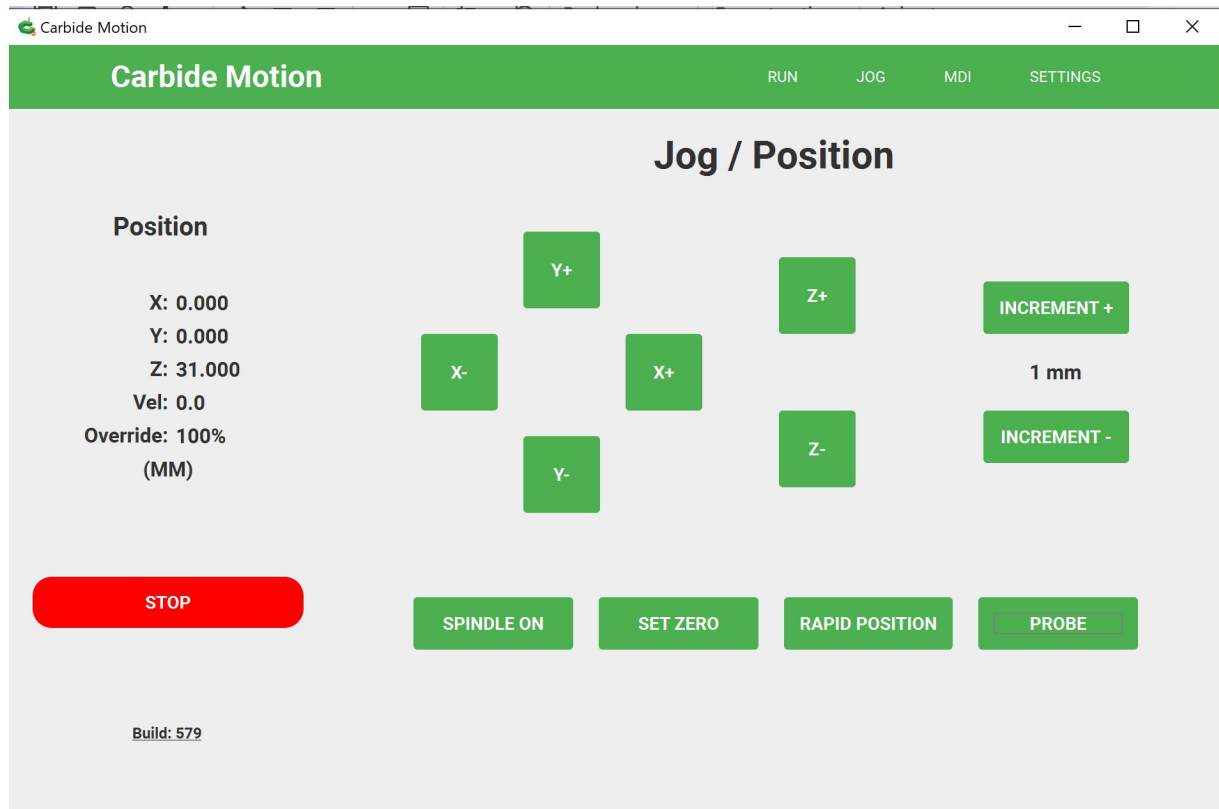 Carbide Motion
Carbide Motion
RUN JOG MDI SETTINGS
Jog / Position
Position
X: 0.000
Y: 0.000
Z: 31.000
Vel: 0.0
Override: 100%
(MM)
Y+
X-
X+
Y-
Z+
Z-
INCREMENT +
1 mm
INCREMENT -
STOP
SPINDLE ON
SET ZERO
RAPID POSITION
PROBE
Build: 579